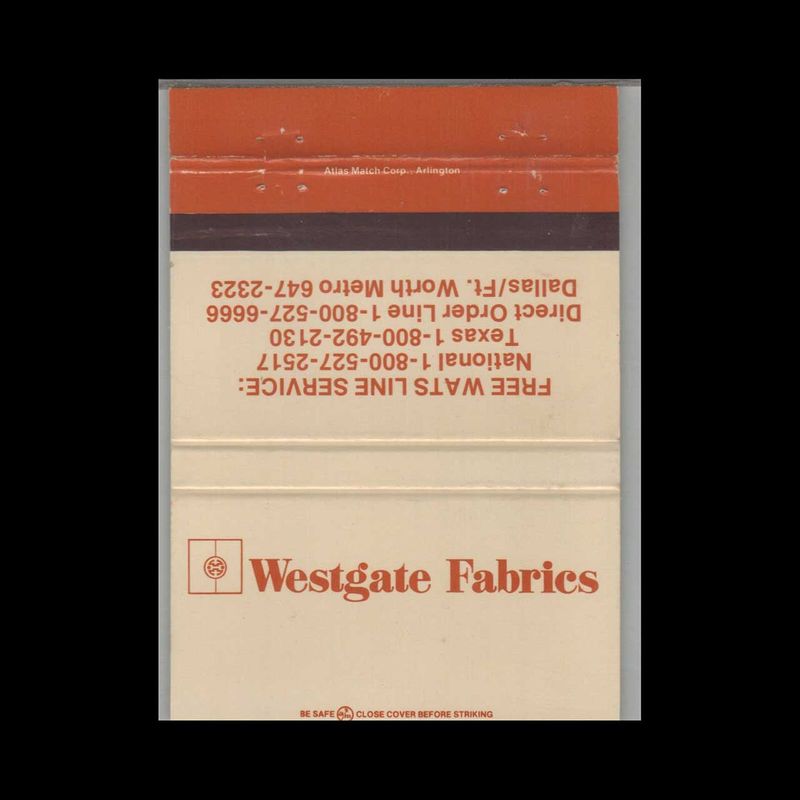 Atlas Match Corp., Arlington
FREE WATS LINE SERVICE:
National 1-800-527-2517
Texas 1-800-492-2130
Direct Order Line 1-800-527-6666
Dallas/Ft. Worth Metro 647-2323
Westgate Fabrics
BE SAFE CLOSE COVER BEFORE STRIKING